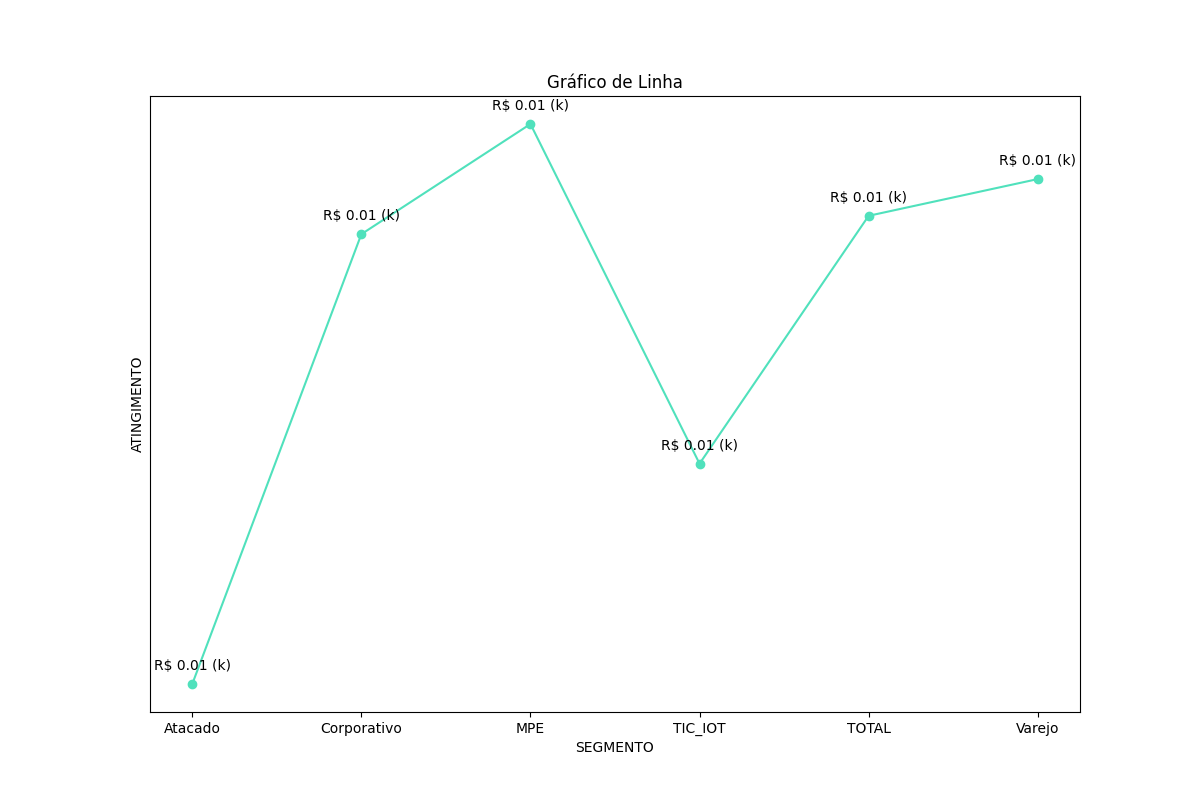 Gráfico de Linha
R$ 0.01 (k)
R$ 0.01 (k)
R$ 0.01 (k)
R$ 0.01 (k)
R$ 0.01 (k)
R$ 0.01 (k)
ATINGIMENTO
Atacado Corporativo MPE TIC_IOT TOTAL Varejo
SEGMENTO